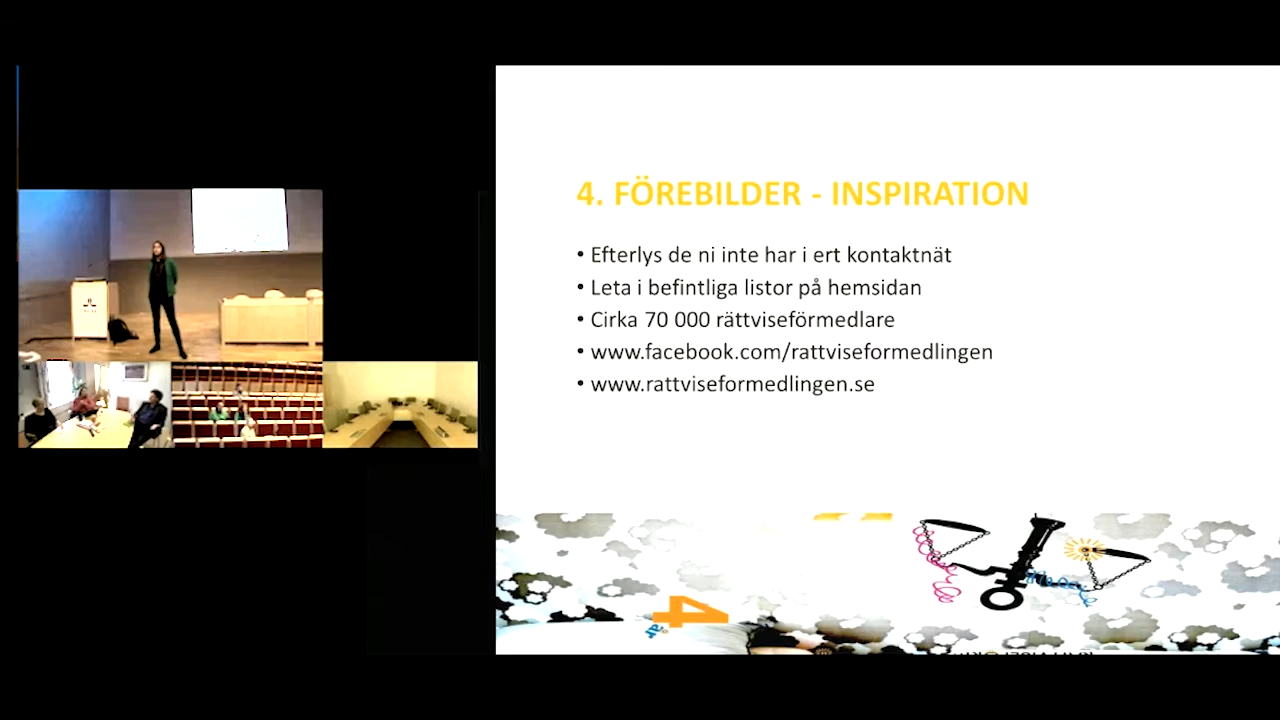 4. FÖREBILDER - INSPIRATION
• Efterlys de ni inte har i ert kontaktnät
• Leta i befintliga listor på hemsidan
• Cirka 70 000 rättviseförmedlare
• www.facebook.com/rattviseformedlingen
• www.rattviseformedlingen.se
4
år